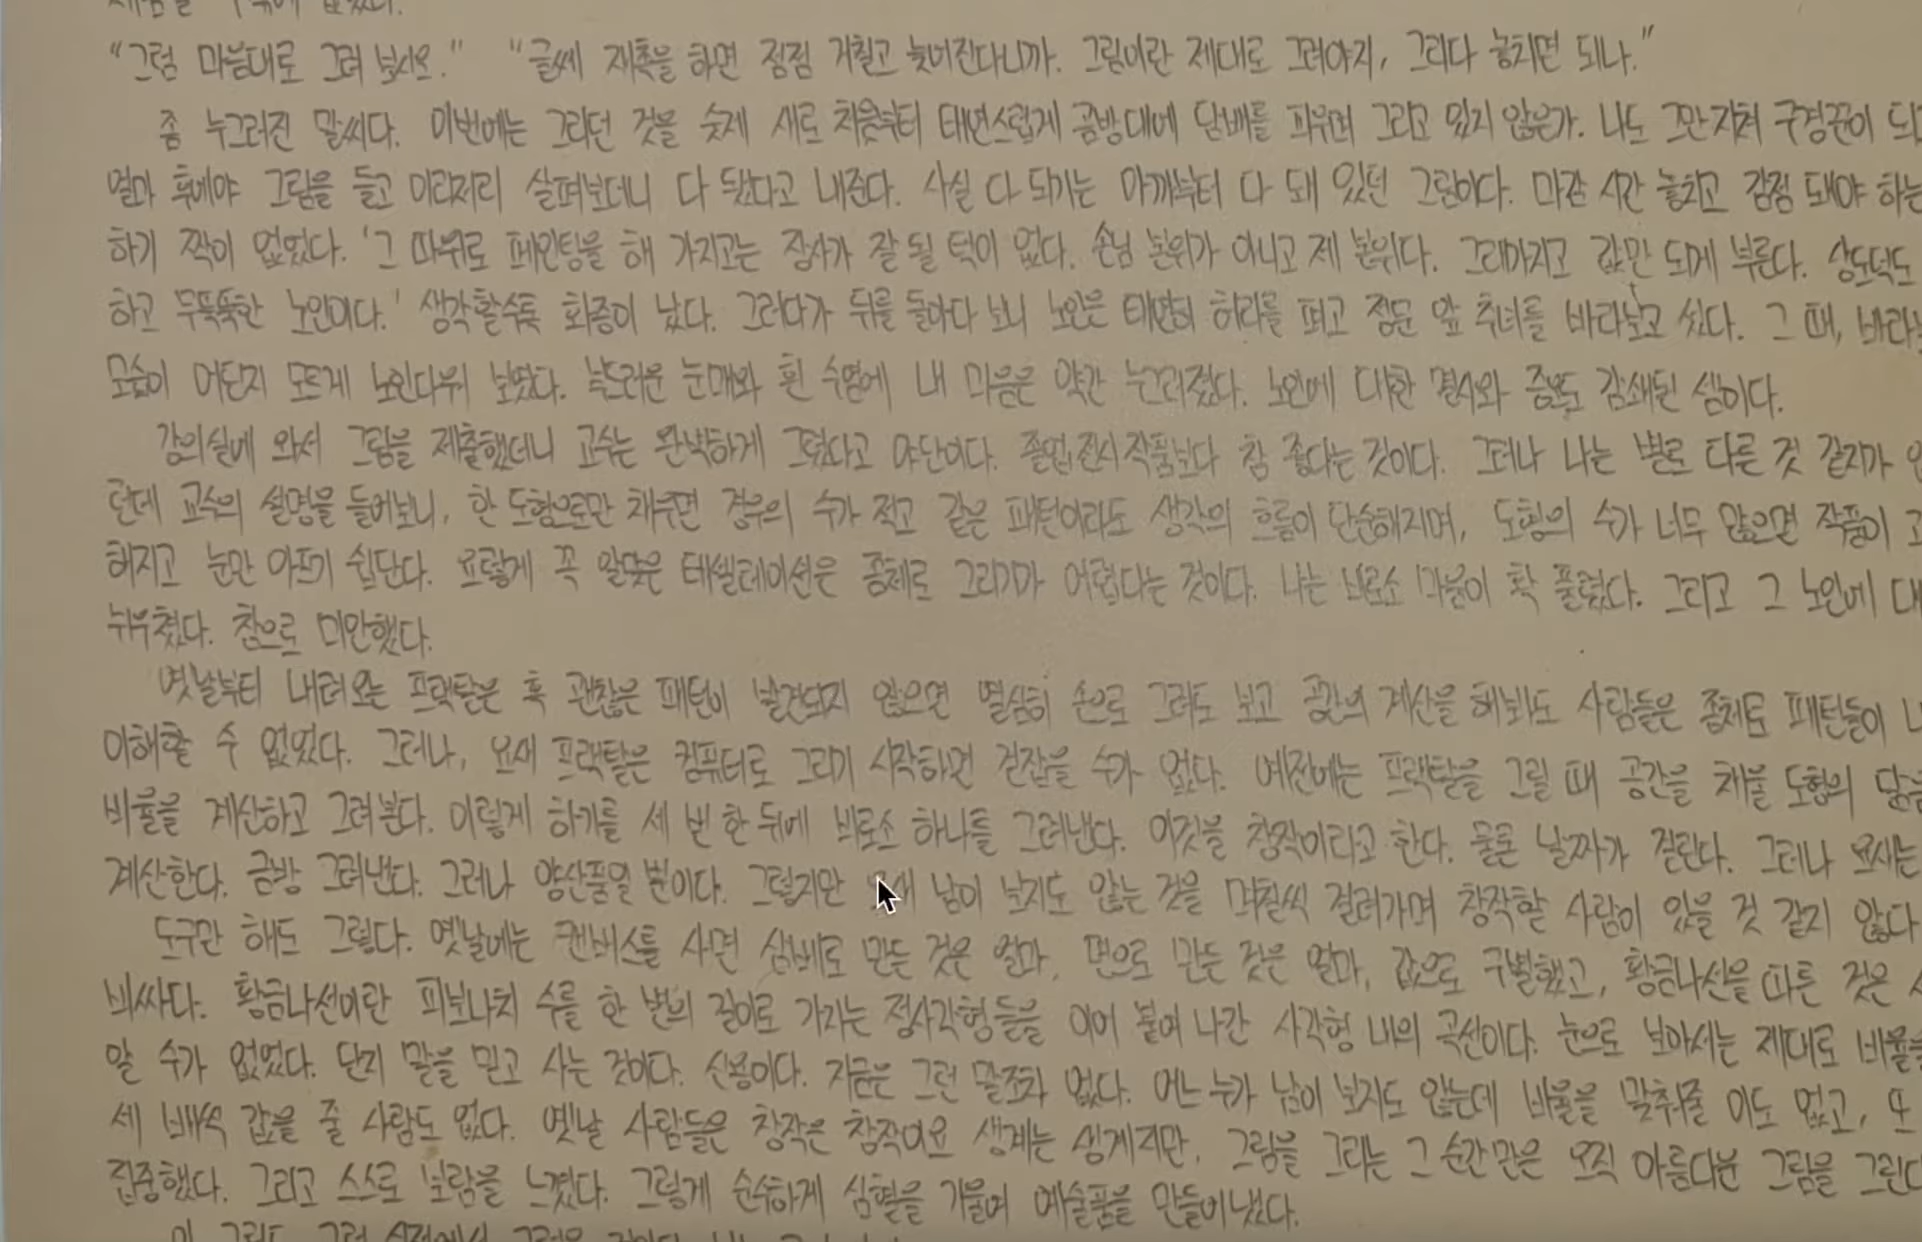 "그럼 마음대로 그려 보시오." "글쎄 재촉을 하면 점점 거칠고 늦어진다니까. 그림이란 제대로 그려야지, 그리다 놓치면 되나."
좀 누그러진 말씨다. 이번에는 그리던 것을 숫제 새로 처음부터 태연스럽게 곰방대에 담배를 피우며 그리고 있지 않은가. 나도 그만 지쳐 구경꾼이 되고
얼마 후에야 그림을 들고 이리저리 살펴보더니 다 됐다고 내준다. 사실 다 되기는 아까부터 다 돼 있던 그림이다. 마감 시간 놓치고 감점 돼야 하는
하기 짝이 없었다. '그 따위로 페인팅을 해 가지고는 장사가 잘 될 턱이 없다. 손님 본위가 아니고 제 본위다. 그래가지고 값만 되게 부른다. 상도덕도
하고 무뚝뚝한 노인이다.' 생각할수록 화증이 났다. 그러다가 뒤를 돌아다 보니 노인은 태연히 허리를 펴고 정문 앞 추녀를 바라보고 섰다. 그 때, 바라보
모습이 어딘지 모르게 노인다워 보였다. 부드러운 눈매와 흰 수염에 내 마음은 약간 누그러졌다. 노인에 대한 멸시와 증오도 감쇄된 셈이다.
강의실에 와서 그림을 제출했더니 교수는 완벽하게 그렸다고 야단이다. 졸업 전시 작품보다 참 좋다는 것이다. 그러나 나는 별로 다른 것 같지가
런데 교수의 설명을 들어보니, 한 도형으로만 채우면 경우의 수가 적고 같은 패턴이라도 생각의 흐름이 단순해지며, 도형의 수가 너무 많으면 작품이
해지고 눈만 아프기 쉽단다. 요렇게 꼭 알맞은 테셀레이션은 좀체로 그리기가 어렵다는 것이다. 나는 비로소 마음이 확 풀렸다. 그리고 그 노인에 대
뉘우쳤다. 참으로 미안했다.
옛날부터 내려오는 프랙탈은 혹 괜찮은 패턴이 발견되지 않으면 열심히 손으로 그려도 보고 공간의 계산을 해봐도 사람들은 좀체로 패턴들이
이해할 수 없었다. 그러나, 요새 프랙탈은 컴퓨터로 그리기 시작하면 걷잡을 수가 없다. 예전에는 프랙탈을 그릴 때 공간을 채울 도형의 닮음
비율을 계산하고 그려본다. 이렇게 하기를 세 번 한 뒤에 비로소 하나를 그려낸다. 이것을 창작이라고 한다. 물론 날짜가 걸린다. 그러나 요새는
계산한다. 금방 그려낸다. 그러나 양산품일 뿐이다. 그렇지만 요새 남이 보지도 않는 것을 며칠씩 걸려가며 창작할 사람이 있을 것 같지 않다.
도구만 해도 그렇다. 옛날에는 캔버스를 사면 삼베로 만든 것은 얼마, 면으로 만든 것은 얼마, 값으로 구별했고, 황금나선을 따른 것은
비싸다. 황금나선이란 피보나치 수를 한 변의 길이로 가지는 정사각형들을 이어 붙여 나간 사각형 내의 곡선이다. 눈으로 보아서는 제대로 비율을
알 수가 없었다. 단지 말을 믿고 사는 것이다. 신용이다. 지금은 그런 말조차 없다. 어느 누가 남이 보지도 않는데 비율을 맞춰줄 이도 없고, 또
세 배씩 값을 줄 사람도 없다. 옛날 사람들은 창작은 창작이요 생계는 생계지만, 그림을 그리는 그 순간만은 오직 아름다운 그림을 그린다
집중했다. 그리고 스스로 보람을 느꼈다. 그렇게 순수하게 심혈을 기울여 예술품을 만들어냈다.